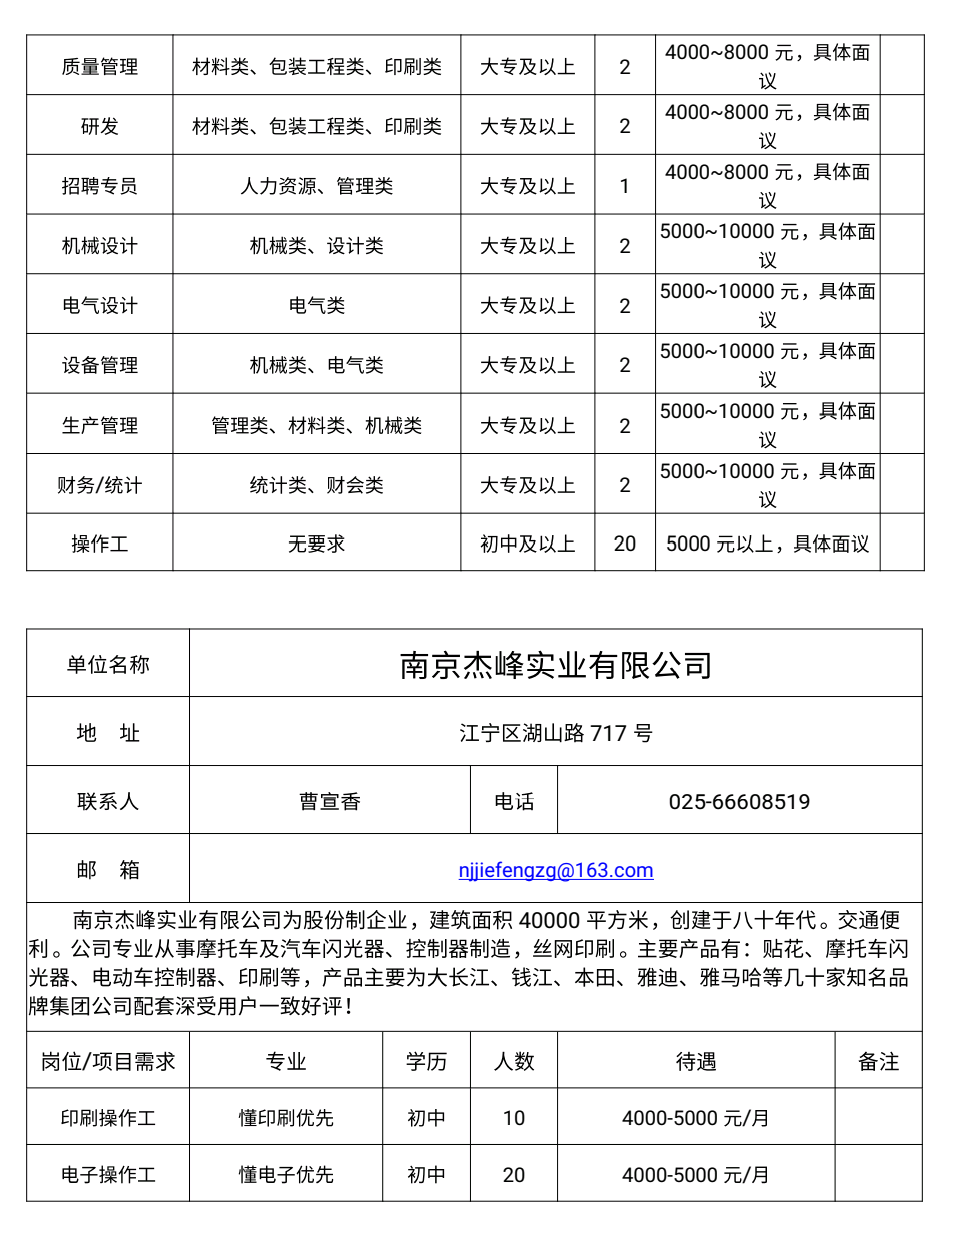 质量管理 材料类、包装工程类、印刷类 大专及以上 2 4000~8000 元，具体面议
研发 材料类、包装工程类、印刷类 大专及以上 2 4000~8000 元，具体面议
招聘专员 人力资源、管理类 大专及以上 1 4000~8000 元，具体面议
机械设计 机械类、设计类 大专及以上 2 5000~10000 元，具体面议
电气设计 电气类 大专及以上 2 5000~10000 元，具体面议
设备管理 机械类、电气类 大专及以上 2 5000~10000 元，具体面议
生产管理 管理类、材料类、机械类 大专及以上 2 5000~10000 元，具体面议
财务/统计 统计类、财会类 大专及以上 2 5000~10000 元，具体面议
操作工 无要求 初中及以上 20 5000 元以上，具体面议
单位名称 南京杰峰实业有限公司
地 址 江宁区湖山路 717 号
联系人 曹宣香 电话 025-66608519
邮 箱 njjiefengzg@163.com
南京杰峰实业有限公司为股份制企业，建筑面积 40000 平方米，创建于八十年代。交通便
利。公司专业从事摩托车及汽车闪光器、控制器制造，丝网印刷。主要产品有：贴花、摩托车闪
光器、电动车控制器、印刷等，产品主要为大长江、钱江、本田、雅迪、雅马哈等几十家知名品
牌集团公司配套深受用户一致好评！
岗位/项目需求 专业 学历 人数 待遇 备注
印刷操作工 懂印刷优先 初中 10 4000-5000 元/月
电子操作工 懂电子优先 初中 20 4000-5000 元/月